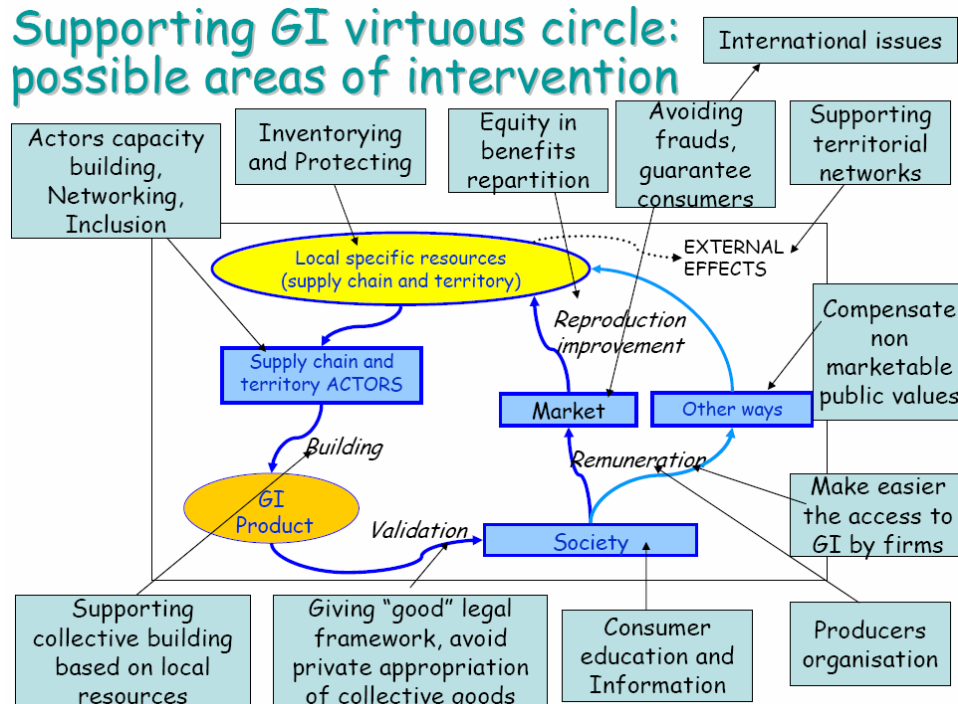 Supporting GI virtuous circle:
possible areas of intervention
International issues
Actors capacity
building,
Networking,
Inclusion
Inventorying
and Protecting
Equity in
benefits
repartition
Avoiding
frauds,
guarantee
consumers
Supporting
territorial
networks
Local specific resources
(supply chain and territory)
EXTERNAL
EFFECTS
Reproduction
improvement
Compensate
non
marketable
public values
Supply chain and
territory ACTORS
Market
Other ways
Building
Remuneration
GI
Product
Validation
Society
Make easier
the access to
GI by firms
Supporting
collective building
based on local
resources
Giving “good” legal
framework, avoid
private appropriation
of collective goods
Consumer
education and
Information
Producers
organisation